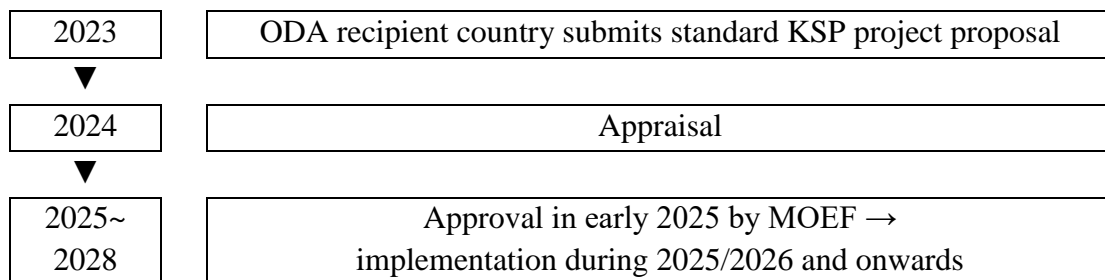 2023 ODA recipient country submits standard KSP project proposal
▼
2024 Appraisal
▼
2025~ Approval in early 2025 by MOEF →
2028 implementation during 2025/2026 and onwards